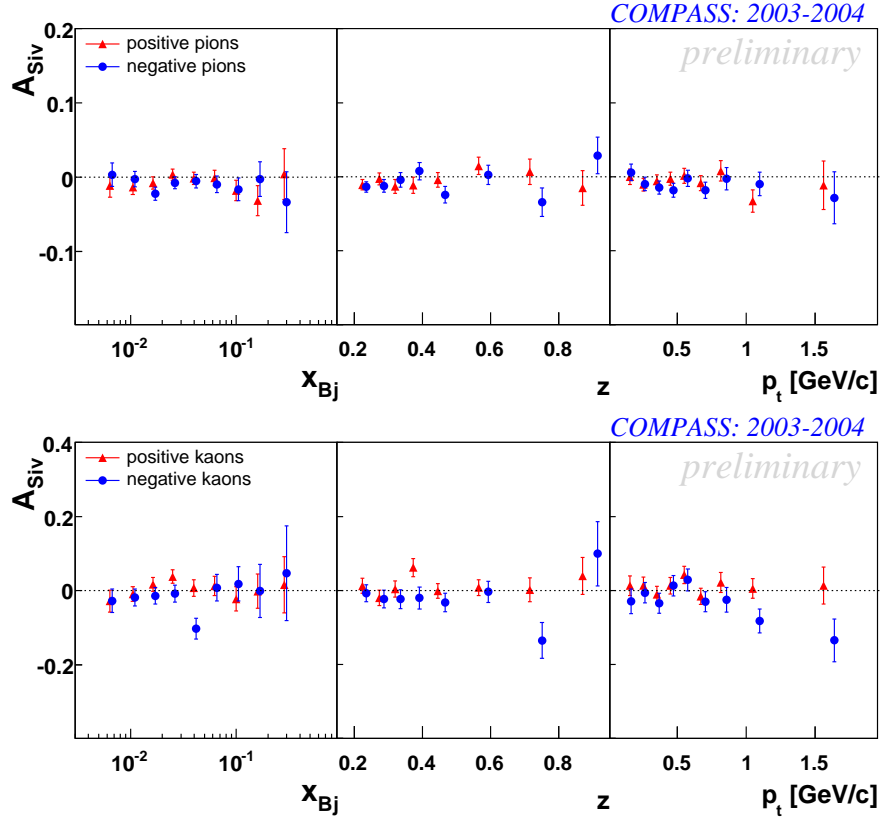 COMPASS: 2003-2004
preliminary
A_Siv
positive pions
negative pions
0.2
0.1
0
-0.1
10^-2 10^-1 0.2 0.4 0.6 0.8 0.5 1 1.5
x_Bj z p_t [GeV/c]
COMPASS: 2003-2004
preliminary
A_Siv
positive kaons
negative kaons
0.4
0.2
0
-0.2
10^-2 10^-1 0.2 0.4 0.6 0.8 0.5 1 1.5
x_Bj z p_t [GeV/c]